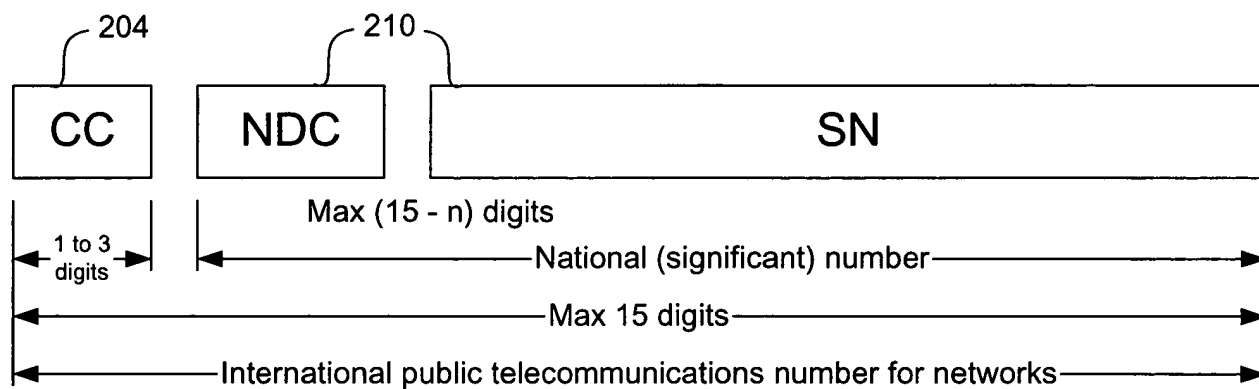 204
210
CC
NDC
SN
Max (15 - n) digits
1 to 3
digits
National (significant) number
Max 15 digits
International public telecommunications number for networks